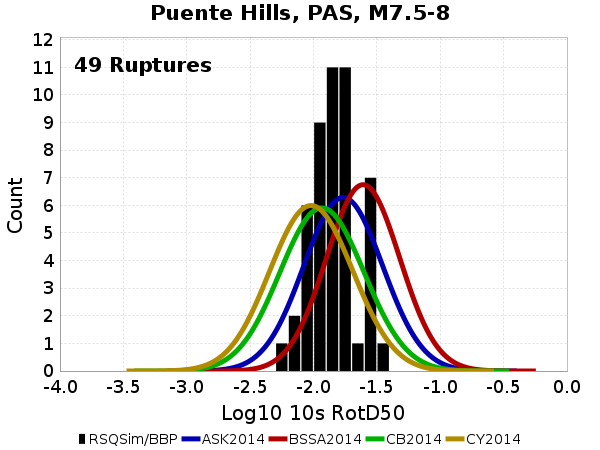 Puente Hills, PAS, M7.5-8
12
49 Ruptures
11
10
9
8
7
6
5
4
3
2
1
0
Count
-4.0 -3.5 -3.0 -2.5 -2.0 -1.5 -1.0 -0.5 0.0
Log10 10s RotD50
RSQSim/BBP ASK2014 BSSA2014 CB2014 CY2014